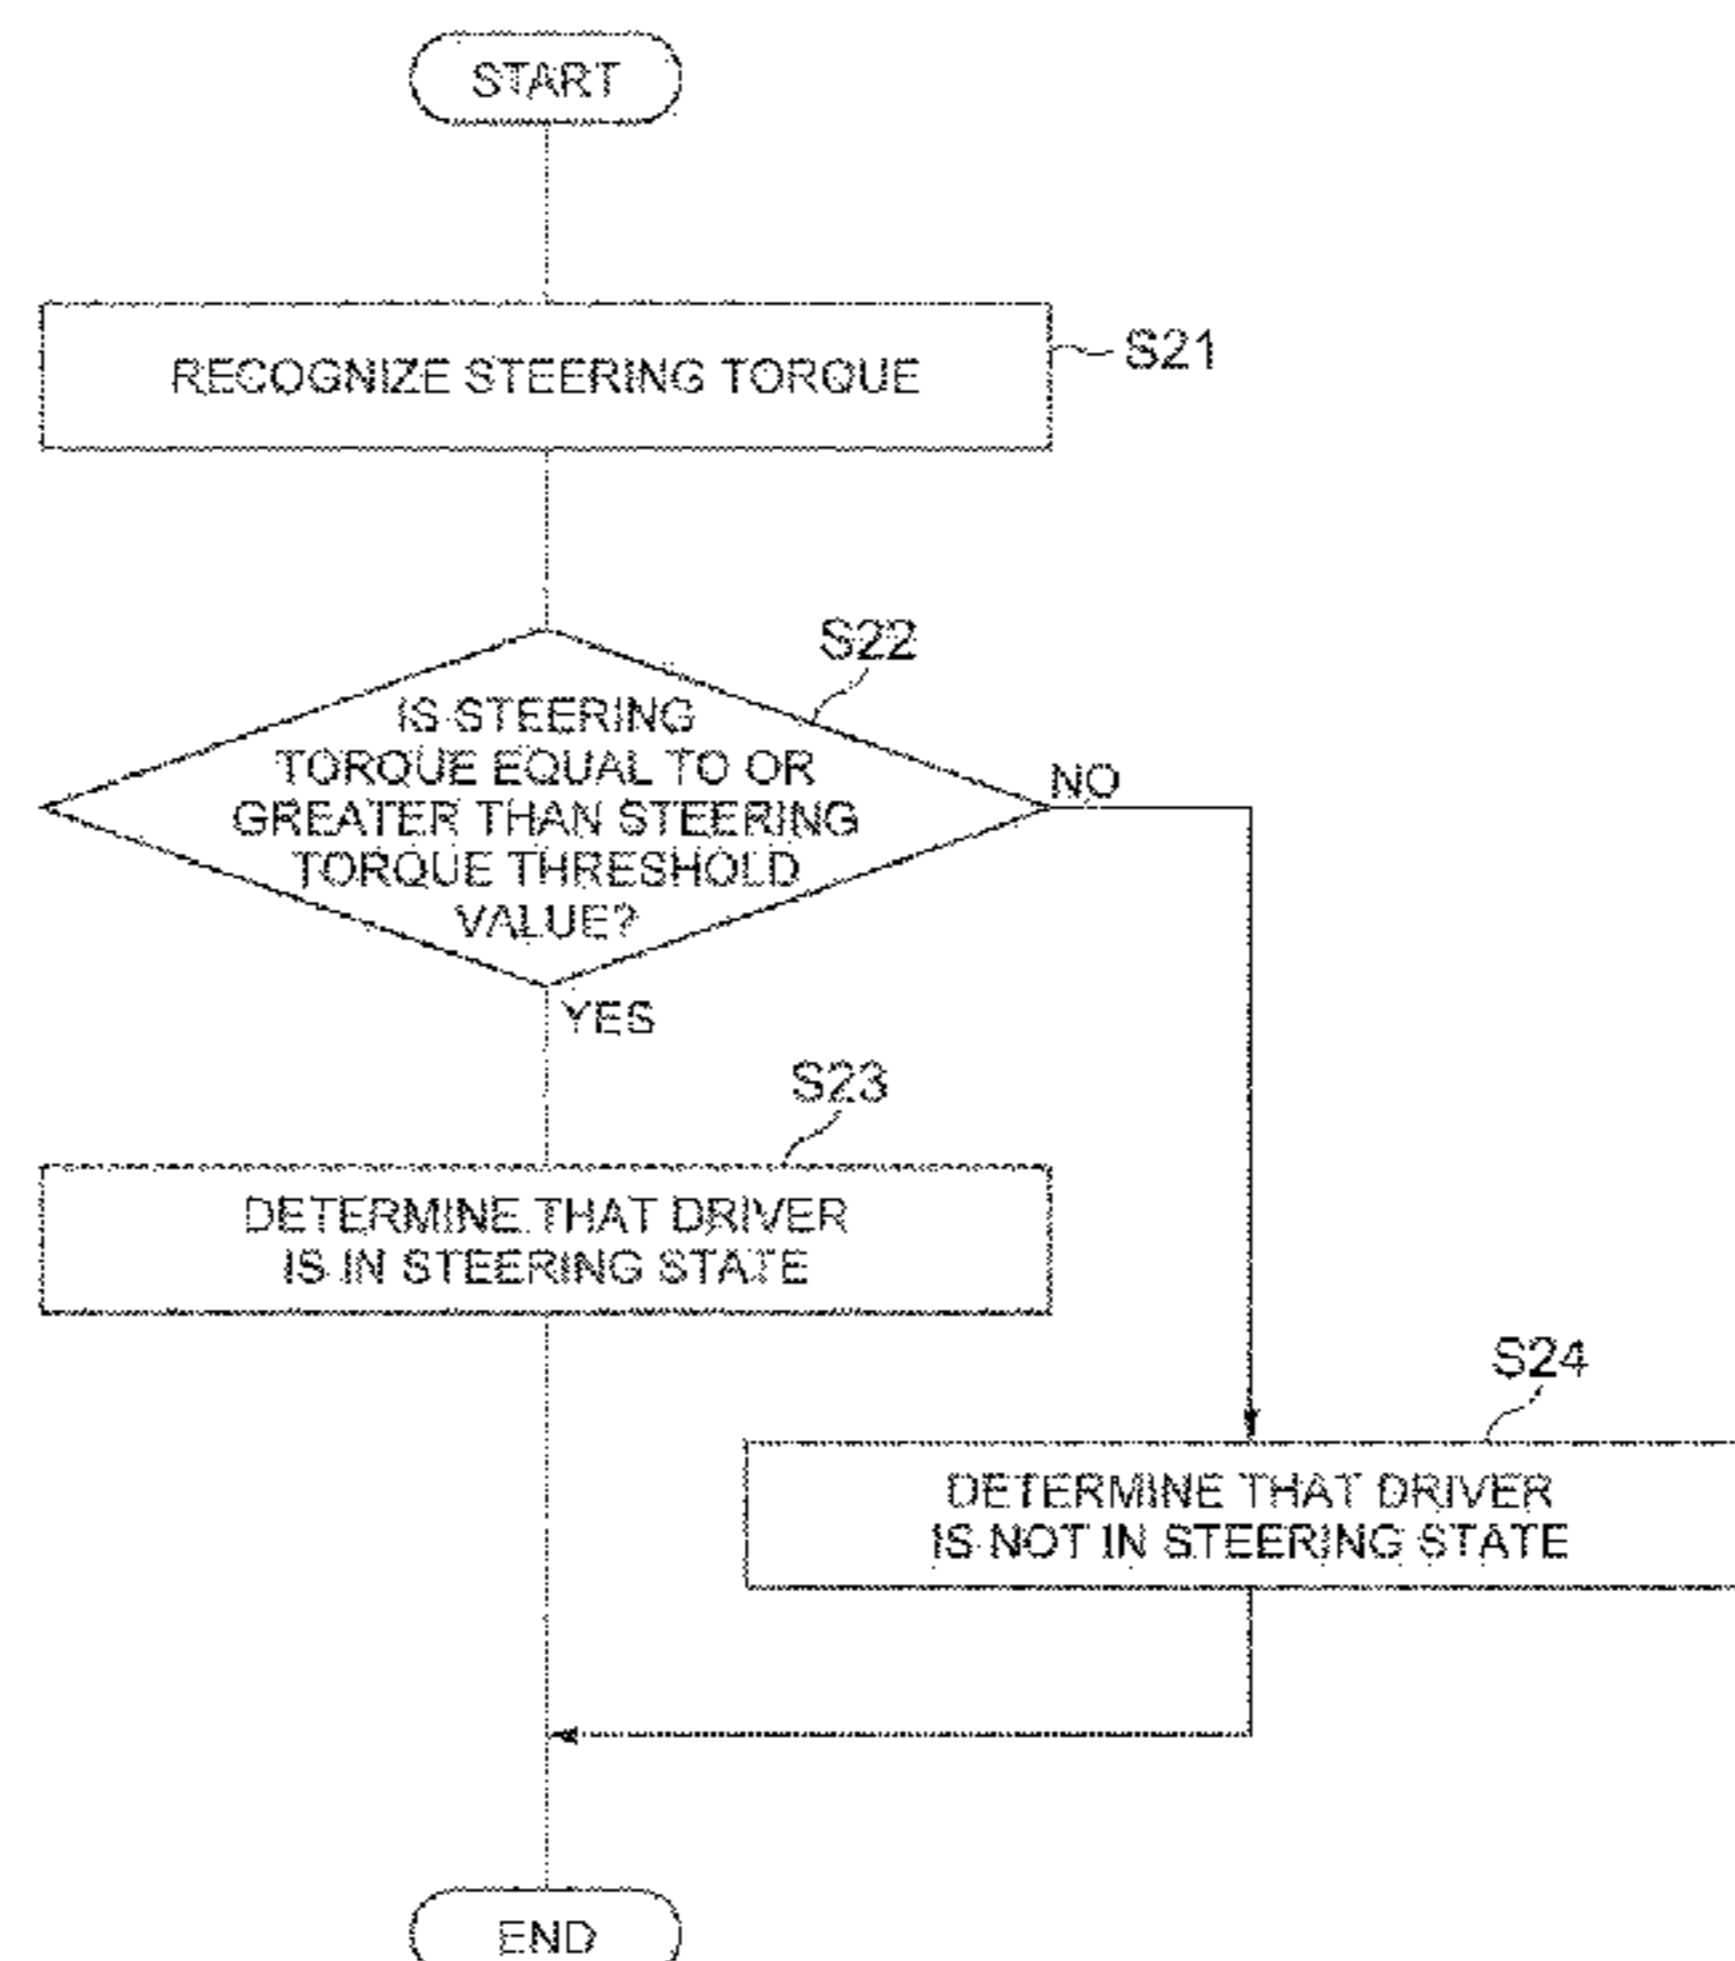 START
RECOGNIZE STEERING TORQUE
S21
S22
IS STEERING
TORQUE EQUAL TO OR
GREATER THAN STEERING
TORQUE THRESHOLD
VALUE?
NO
YES
S23
DETERMINE THAT DRIVER
IS IN STEERING STATE
S24
DETERMINE THAT DRIVER
IS NOT IN STEERING STATE
END